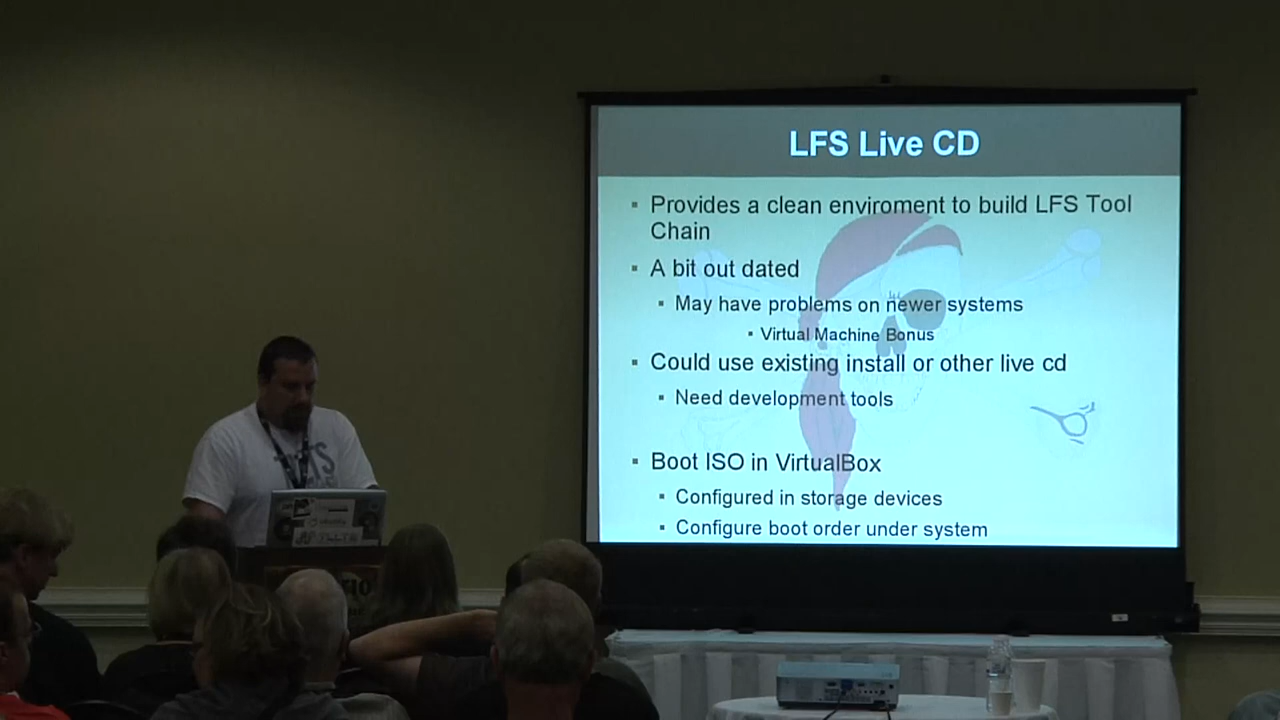 LFS Live CD
Provides a clean enviroment to build LFS Tool
Chain
A bit out dated
May have problems on newer systems
Virtual Machine Bonus
Could use existing install or other live cd
Need development tools
Boot ISO in VirtualBox
Configured in storage devices
Configure boot order under system